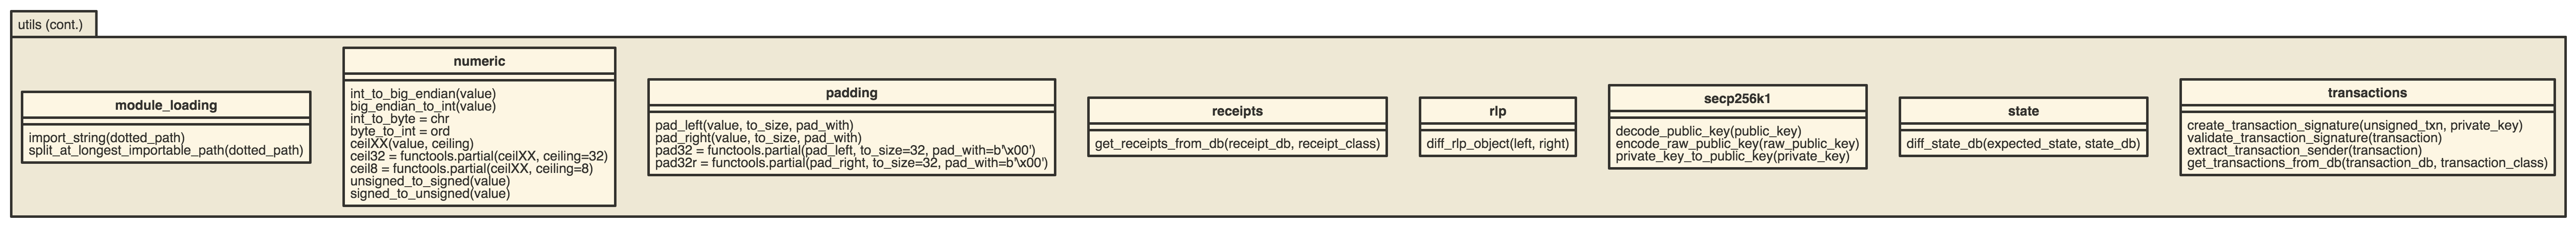 utils (cont.)
module_loading
import_string(dotted_path)
split_at_longest_importable_path(dotted_path)
numeric
int_to_big_endian(value)
big_endian_to_int(value)
int_to_byte = chr
byte_to_int = ord
ceilXX(value, ceiling)
ceil32 = functools.partial(ceilXX, ceiling=32)
ceil8 = functools.partial(ceilXX, ceiling=8)
unsigned_to_signed(value)
signed_to_unsigned(value)
padding
pad_left(value, to_size, pad_with)
pad_right(value, to_size, pad_with)
pad32 = functools.partial(pad_left, to_size=32, pad_with=b'\x00')
pad32r = functools.partial(pad_right, to_size=32, pad_with=b'\x00')
receipts
get_receipts_from_db(receipt_db, receipt_class)
rlp
diff_rlp_object(left, right)
secp256k1
decode_public_key(public_key)
encode_raw_public_key(raw_public_key)
private_key_to_public_key(private_key)
state
diff_state_db(expected_state, state_db)
transactions
create_transaction_signature(unsigned_txn, private_key)
validate_transaction_signature(transaction)
extract_transaction_sender(transaction)
get_transactions_from_db(transaction_db, transaction_class)